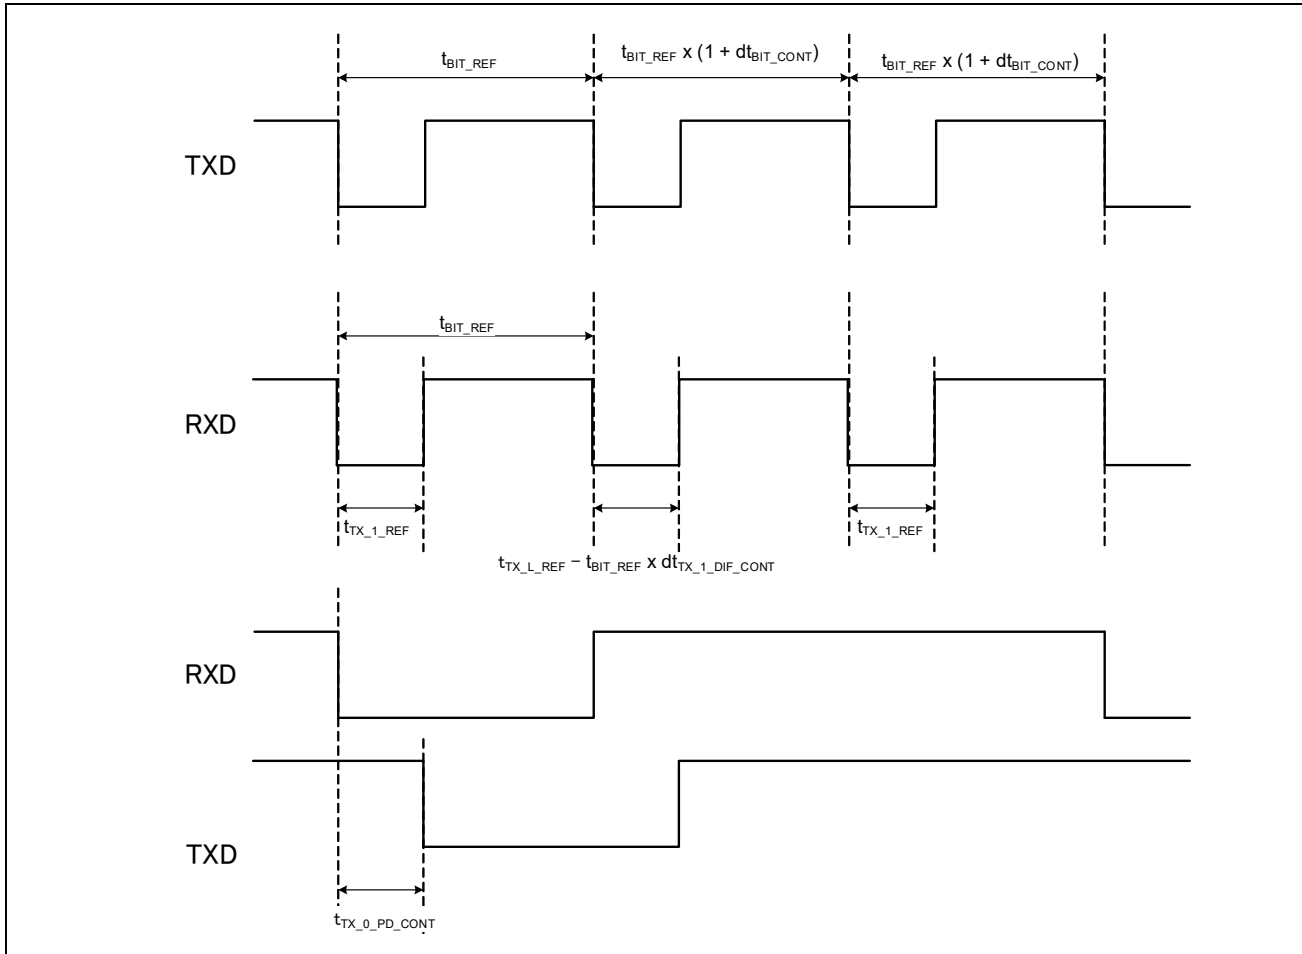 tBIT_REF
tBIT_REF x (1 + dtBIT_CONT)
tBIT_REF x (1 + dtBIT_CONT)
TXD
tBIT_REF
RXD
tTX_1_REF
tTX_1_REF
tTX_L_REF − tBIT_REF x dtTX_1_DIF_CONT
RXD
TXD
tTX_0_PD_CONT